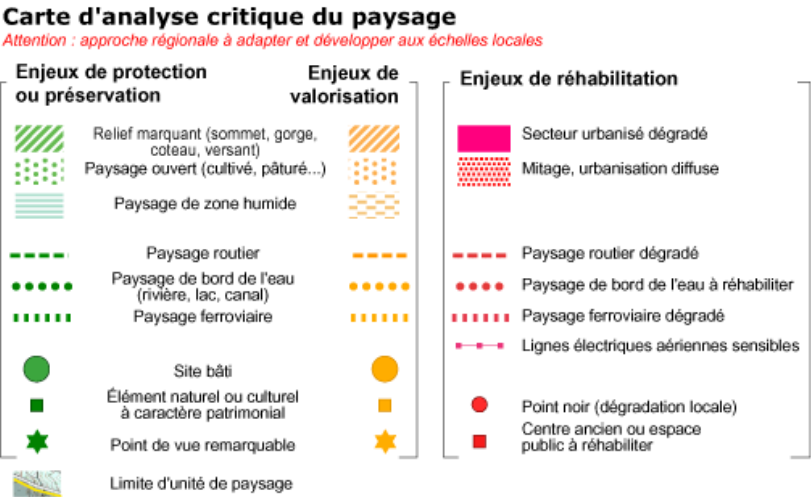 Carte d'analyse critique du paysage
Attention : approche régionale à adapter et développer aux échelles locales
Enjeux de protection
ou préservation
Enjeux de
valorisation
Relief marquant (sommet, gorge,
coteau, versant)
Paysage ouvert (cultivé, pâturé...)
Paysage de zone humide
Paysage routier
Paysage de bord de l'eau
(rivière, lac, canal)
Paysage ferroviaire
Site bâti
Élément naturel ou culturel
à caractère patrimonial
Point de vue remarquable
Limite d'unité de paysage
Enjeux de réhabilitation
Secteur urbanisé dégradé
Mitage, urbanisation diffuse
Paysage routier dégradé
Paysage de bord de l'eau à réhabiliter
Paysage ferroviaire dégradé
Lignes électriques aériennes sensibles
Point noir (dégradation locale)
Centre ancien ou espace
public à réhabiliter